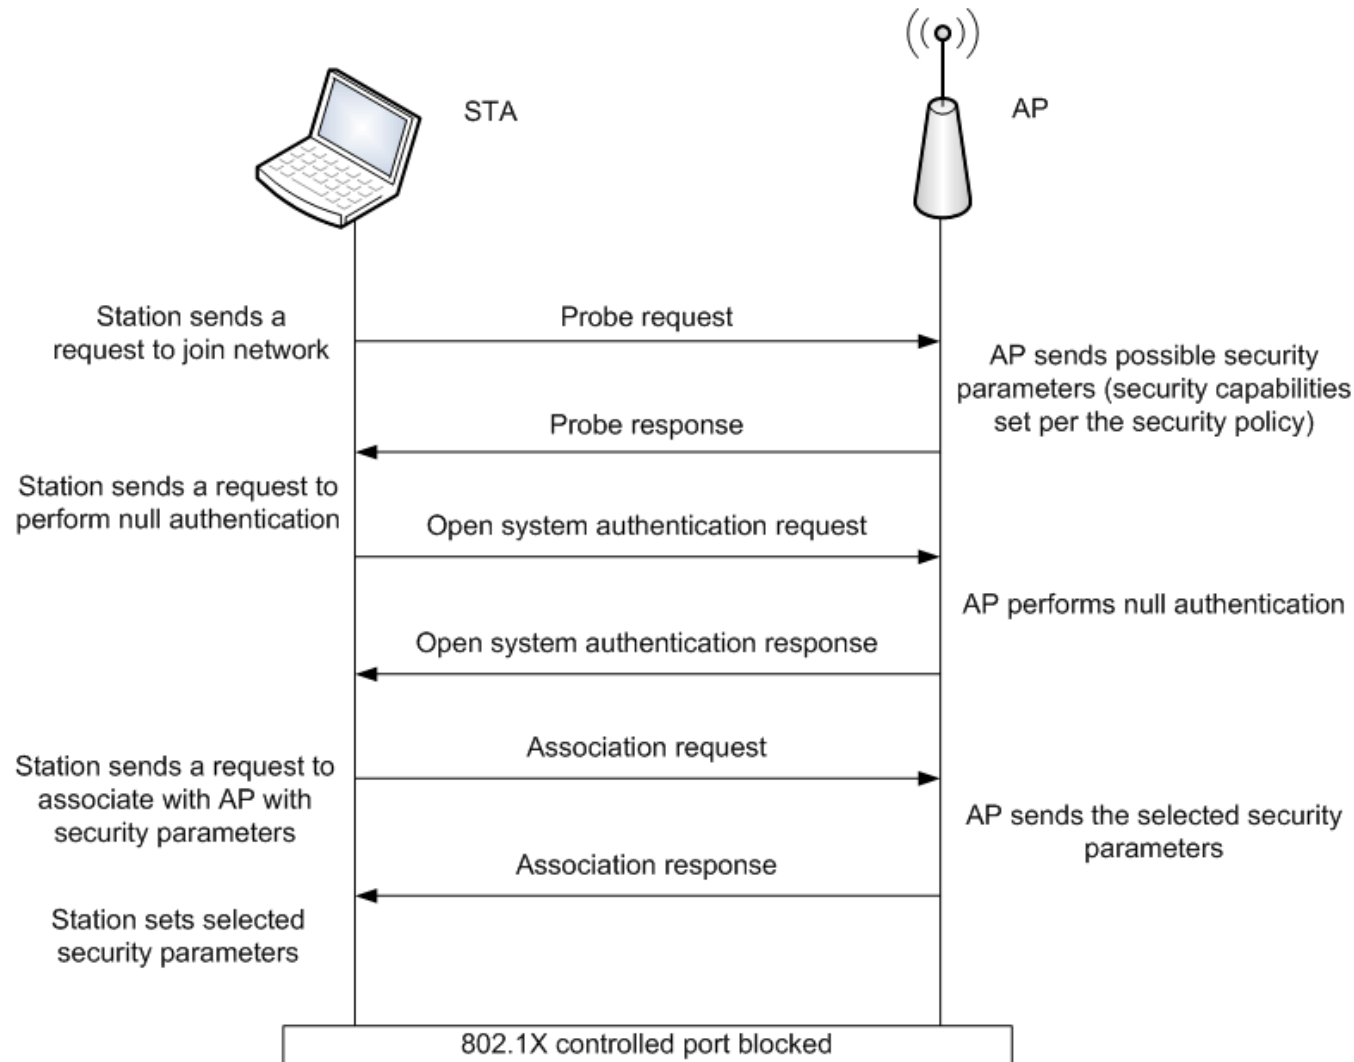 STA
AP
Station sends a
request to join network
Probe request
AP sends possible security
parameters (security capabilities
set per the security policy)
Probe response
Station sends a request to
perform null authentication
Open system authentication request
AP performs null authentication
Open system authentication response
Association request
Station sends a request to
associate with AP with
security parameters
AP sends the selected security
parameters
Association response
Station sets selected
security parameters
802.1X controlled port blocked